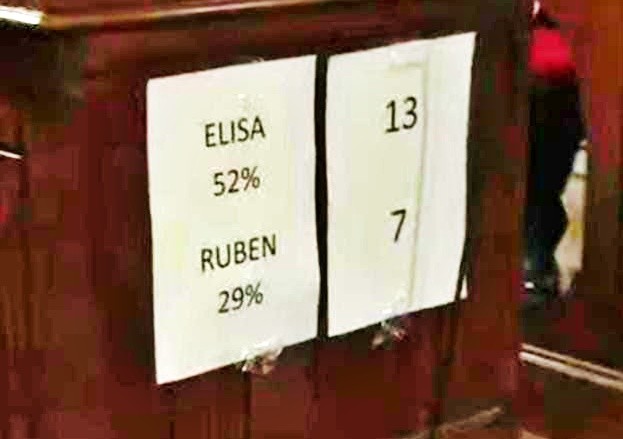 ELISA
52%
RUBEN
29%
13
7